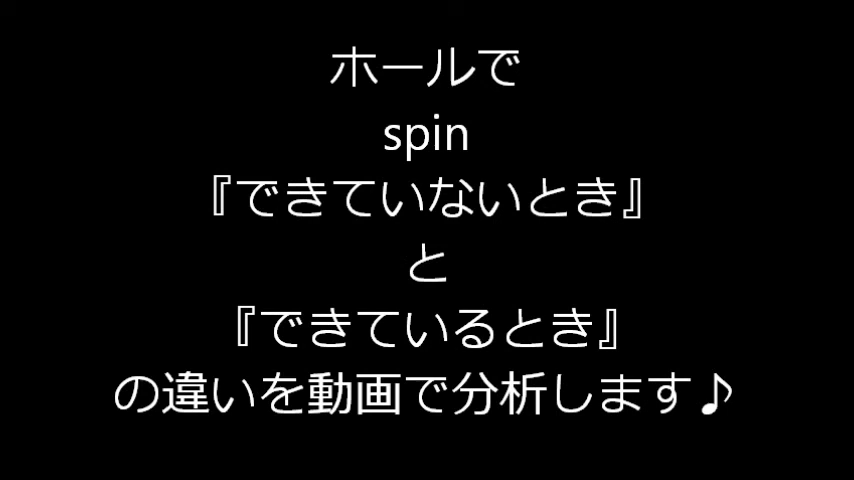 ホールで
spin
『できていないとき』
と
『できているとき』
の違いを動画で分析します♪